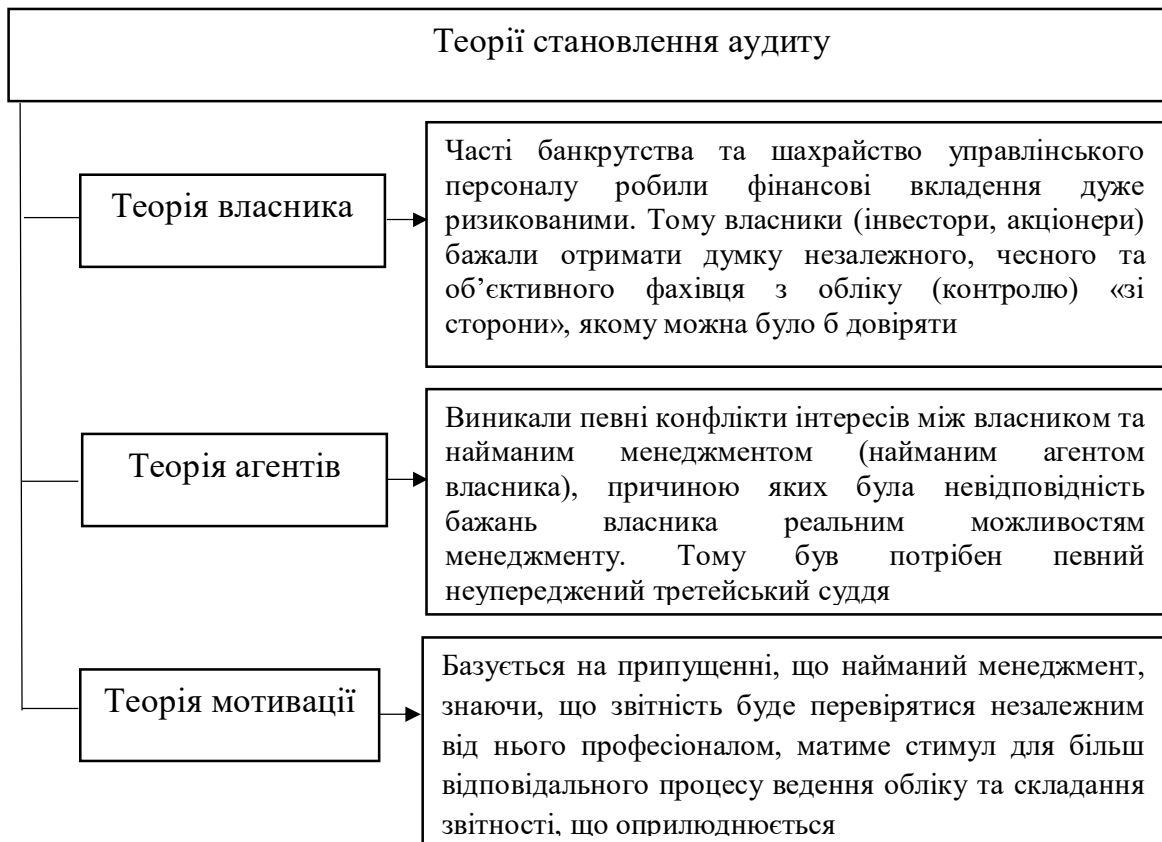 Теорії становлення аудиту
Теорія власника
Часті банкрутства та шахрайство управлінського
персоналу робили фінансові вкладення дуже
ризикованими. Тому власники (інвестори, акціонери)
бажали отримати думку незалежного, чесного та
об’єктивного фахівця з обліку (контролю) «зі
сторони», якому можна було б довіряти
Теорія агентів
Виникали певні конфлікти інтересів між власником та
найманим менеджментом (найманим агентом
власника), причиною яких була невідповідність
бажань власника реальним можливостям
менеджменту. Тому був потрібен певний
неупереджений третейський суддя
Теорія мотивації
Базується на припущенні, що найманий менеджмент,
знаючи, що звітність буде перевірятися незалежним
від нього професіоналом, матиме стимул для більш
відповідального процесу ведення обліку та складання
звітності, що оприлюднюється